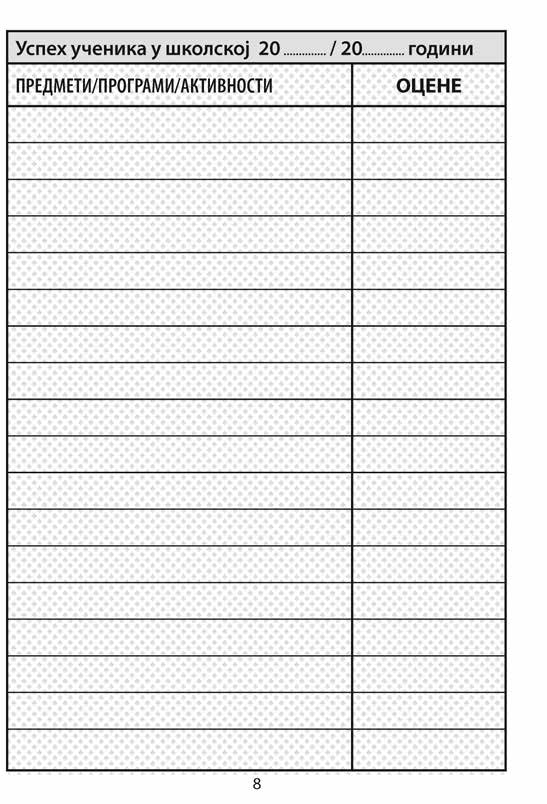 Успех ученика у школској 20 ............. / 20............. години
ПРЕДМЕТИ/ПРОГРАМИ/АКТИВНОСТИ ОЦЕНЕ
8